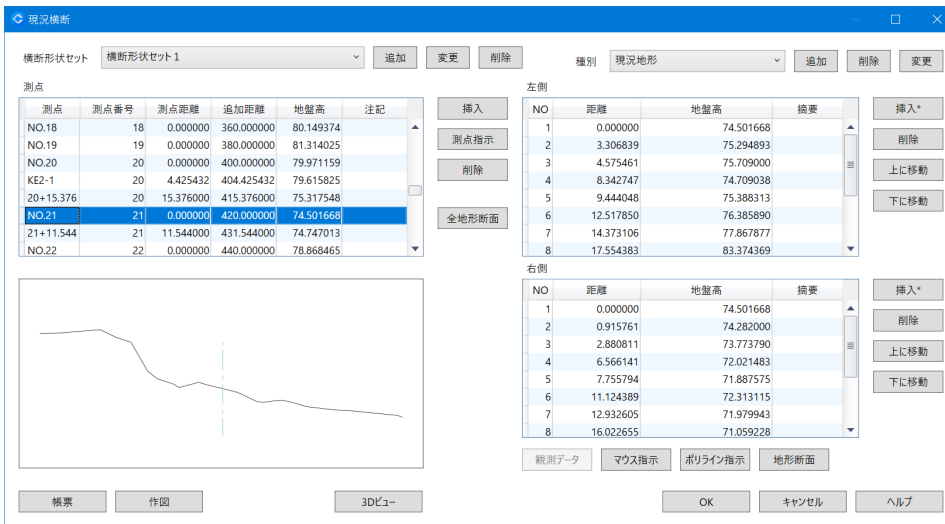 現況横断
横断形状セット 横断形状セット1 追加 変更 削除 種別 現況地形 追加 削除 変更
測点
測点 測点番号 測点距離 追加距離 地盤高 注記
NO.18 18 0.000000 360.000000 80.149374
NO.19 19 0.000000 380.000000 81.314025
NO.20 20 0.000000 400.000000 79.971159
KE2-1 20 4.425432 404.425432 79.615825
20+15.376 20 15.376000 415.376000 75.317548
NO.21 21 0.000000 420.000000 74.501668
21+11.544 21 11.544000 431.544000 74.747013
NO.22 22 0.000000 440.000000 78.868465
挿入
測点指示
削除
全地形断面
左側
NO 距離 地盤高 摘要
1 0.000000 74.501668
2 3.306839 75.294893
3 4.575461 75.709000
4 8.342747 74.709038
5 9.444048 75.388313
6 12.517850 76.385890
7 14.373106 77.867877
8 17.554383 83.374369
挿入*
削除
上に移動
下に移動
右側
NO 距離 地盤高 摘要
1 0.000000 74.501668
2 0.915761 74.282000
3 2.880811 73.773790
4 6.566141 72.021483
5 7.755794 71.887575
6 11.124389 72.313115
7 12.932605 71.979943
8 16.022655 71.059228
挿入*
削除
上に移動
下に移動
観測データ マウス指示 ポリライン指示 地形断面
帳票 作図 3Dビュー OK キャンセル ヘルプ